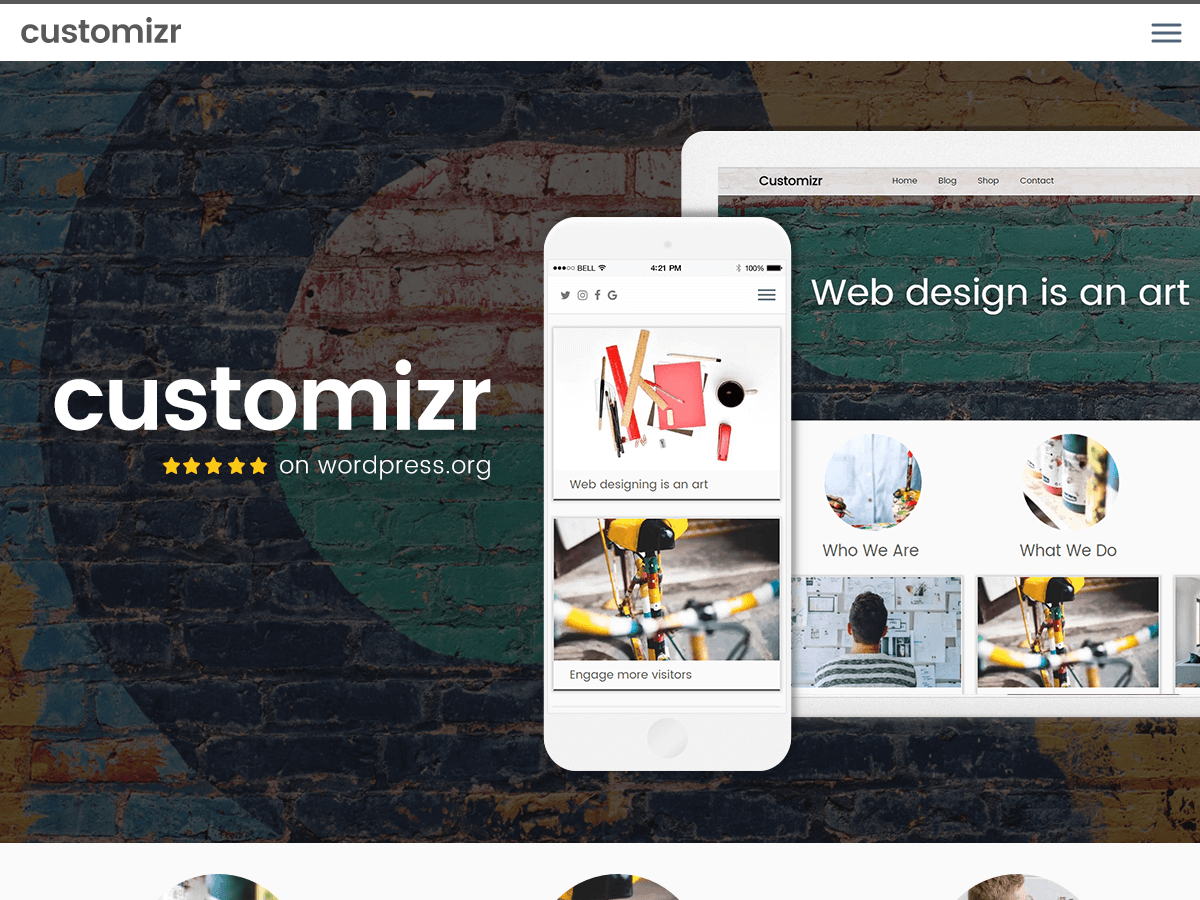 customizr
Customizr Home Blog Shop Contact
Web design is an art
BELL 4:21 PM 100%
customizr
on wordpress.org
Web designing is an art
Who We Are What We Do
Engage more visitors